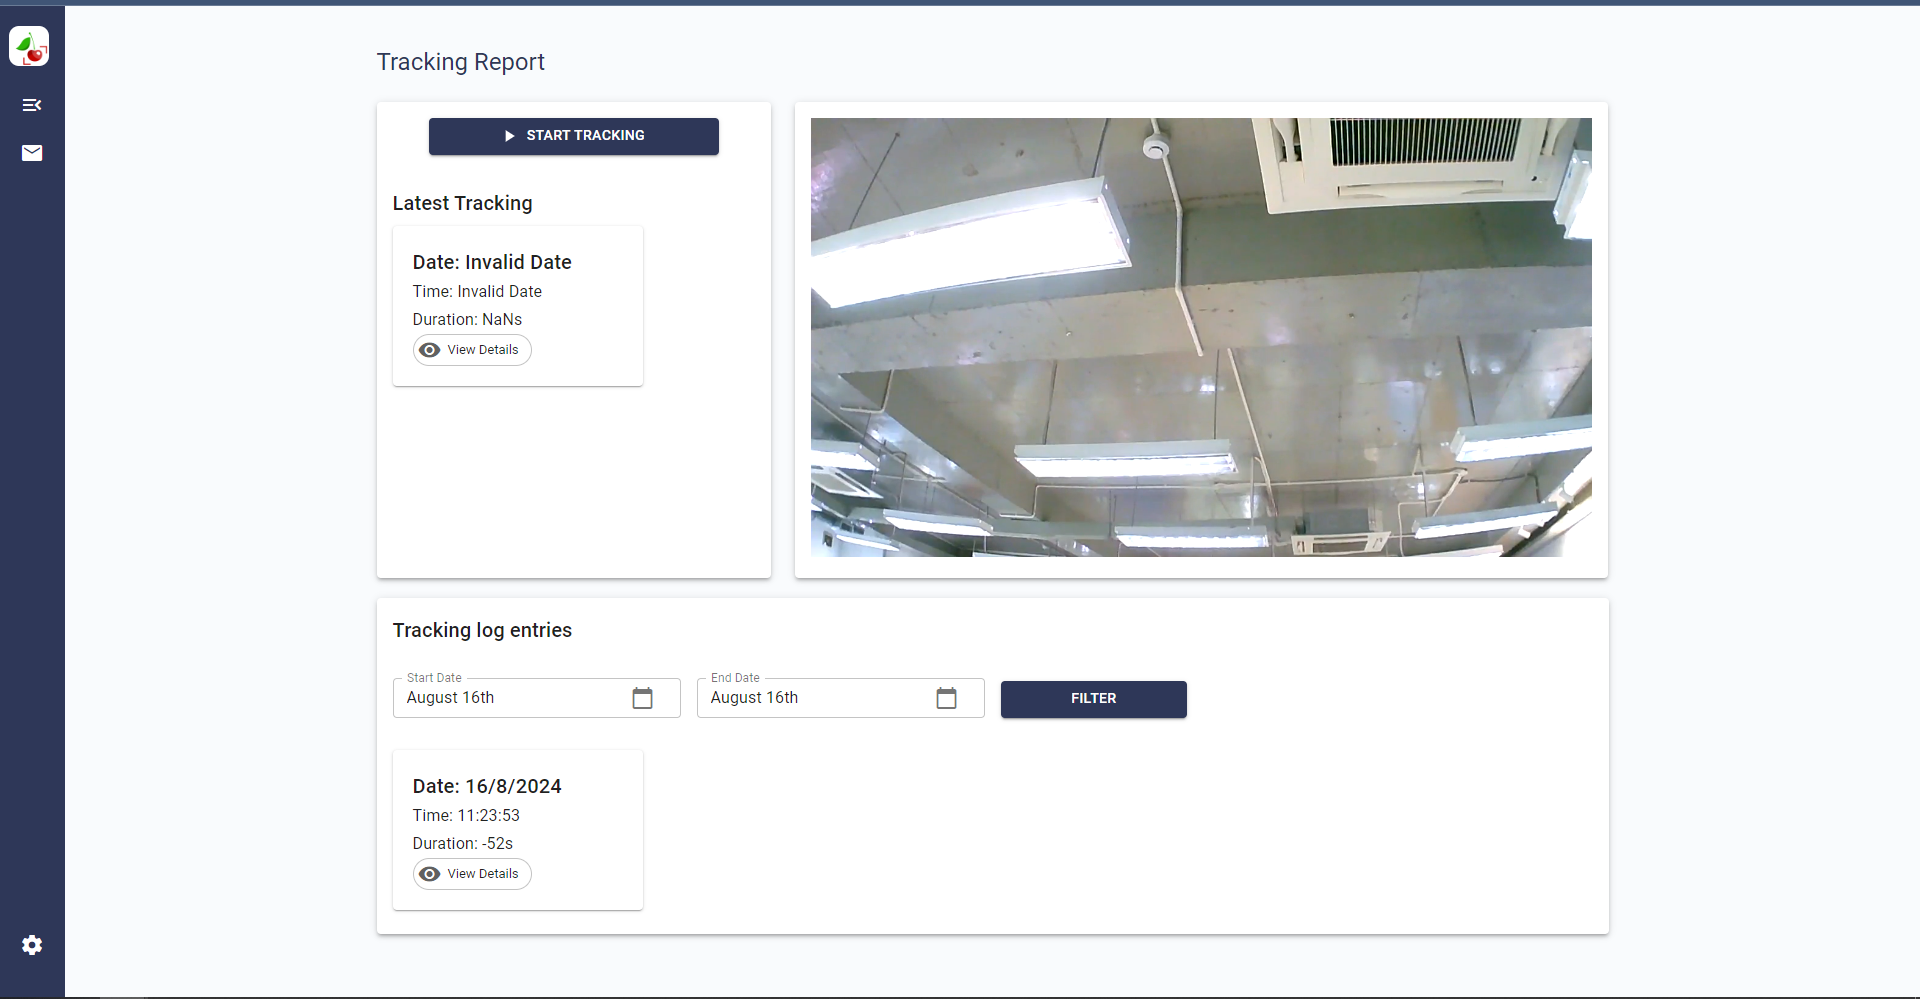 Tracking Report
START TRACKING
Latest Tracking
Date: Invalid Date
Time: Invalid Date
Duration: NaNs
View Details
Tracking log entries
Start Date
August 16th
End Date
August 16th
FILTER
Date: 16/8/2024
Time: 11:23:53
Duration: -52s
View Details